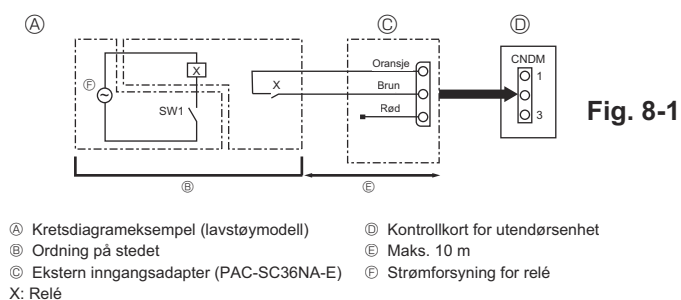 Ⓐ
Ⓒ
Ⓓ
Ⓕ
X
SW1
X
Oransje
Brun
Rød
CNDM
1
3
Fig. 8-1
Ⓑ
Ⓔ
Ⓐ Kretsdiagrameksempel (lavstøymodell)
Ⓑ Ordning på stedet
Ⓒ Ekstern inngangsadapter (PAC-SC36NA-E)
X: Relé
Ⓓ Kontrollkort for utendørsenhet
Ⓔ Maks. 10 m
Ⓕ Strømforsyning for relé